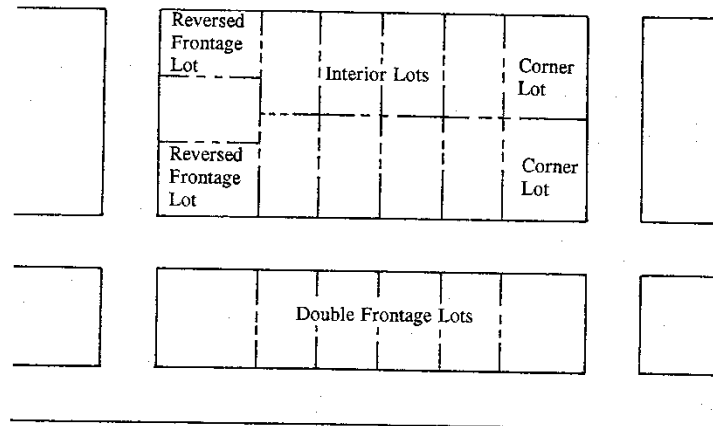 Reversed
Frontage
Lot
Interior Lots
Corner
Lot
Reversed
Frontage
Lot
Corner
Lot
Double Frontage Lots